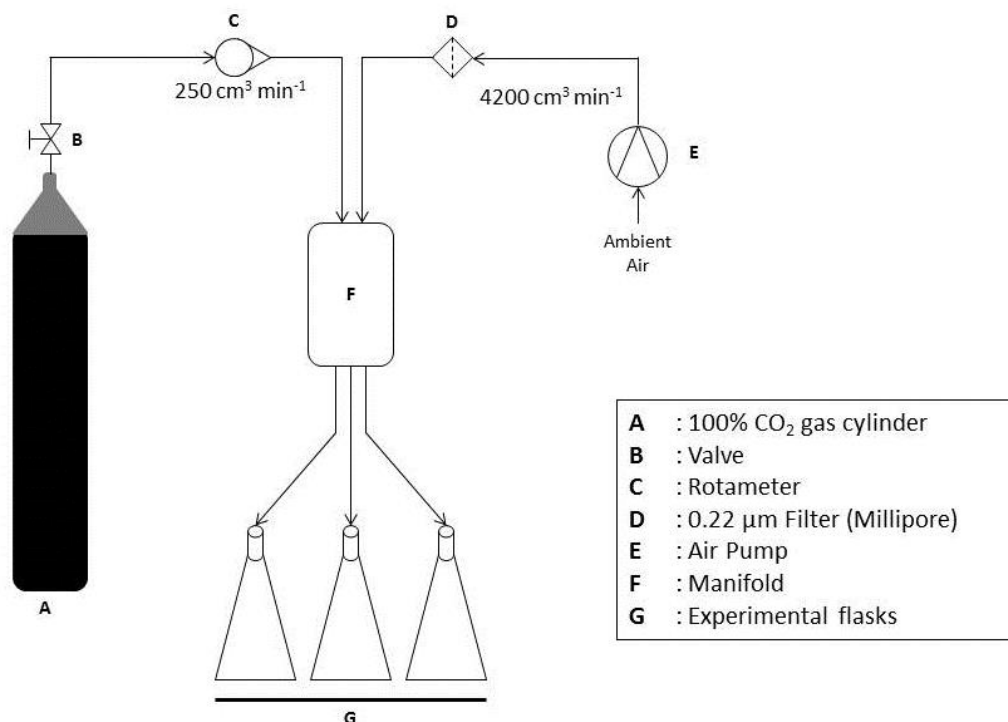 C
D
250 cm³ min⁻¹
4200 cm³ min⁻¹
B
E
Ambient
Air
F
A
G
A : 100% CO₂ gas cylinder
B : Valve
C : Rotameter
D : 0.22 µm Filter (Millipore)
E : Air Pump
F : Manifold
G : Experimental flasks